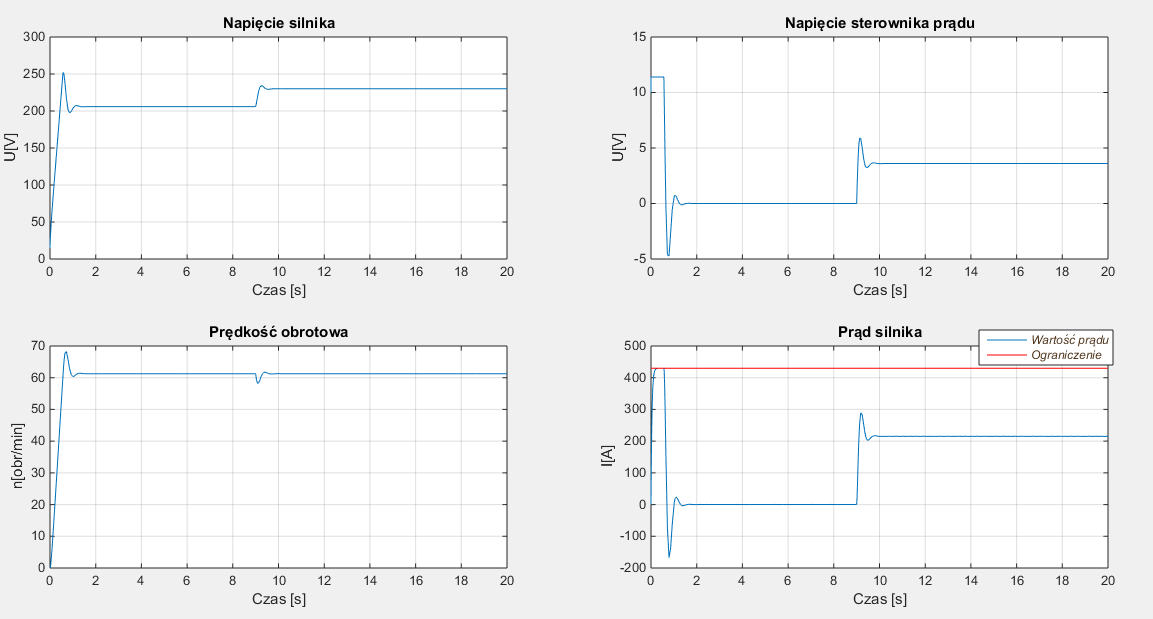 Napięcie silnika
300
250
200
150
100
50
0
U[V]
0 2 4 6 8 10 12 14 16 18 20
Czas [s]
Napięcie sterownika prądu
15
10
5
0
-5
U[V]
0 2 4 6 8 10 12 14 16 18 20
Czas [s]
Prędkość obrotowa
70
60
50
40
30
20
10
0
n[obr/min]
0 2 4 6 8 10 12 14 16 18 20
Czas [s]
Prąd silnika
Wartość prądu
Ograniczenie
500
400
300
200
100
0
-100
-200
I[A]
0 2 4 6 8 10 12 14 16 18 20
Czas [s]